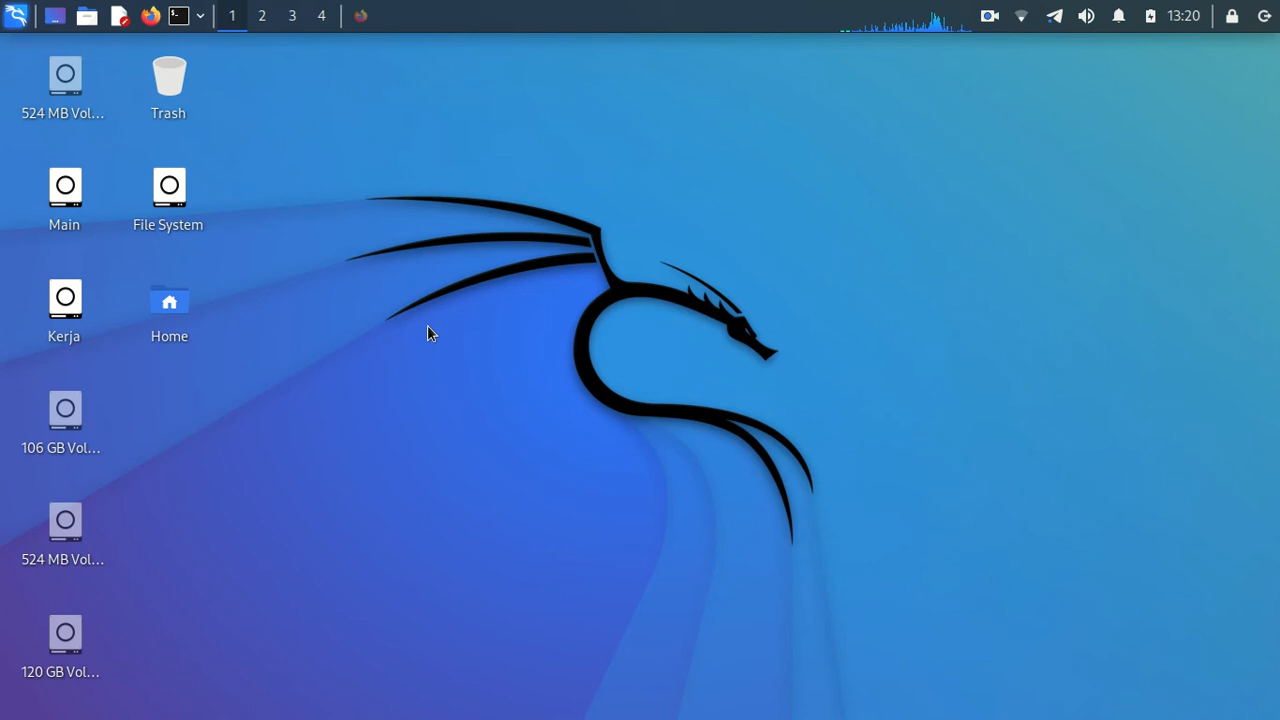 1 2 3 4 13:20
524 MB Vol... Trash
Main File System
Kerja Home
106 GB Vol...
524 MB Vol...
120 GB Vol...